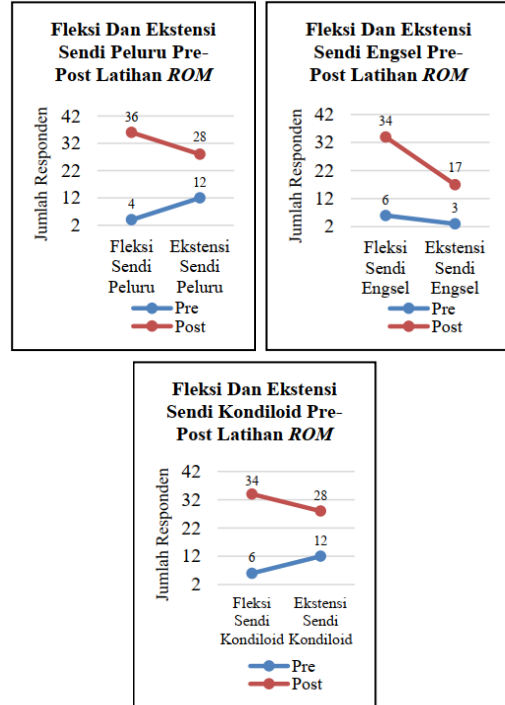 Fleksi Dan Ekstensi
Sendi Peluru Pre-
Post Latihan ROM
Jumlah Responden
42
32
22
12
2
36
28
4
12
Fleksi
Sendi
Peluru
Ekstensi
Sendi
Peluru
Pre
Post
Fleksi Dan Ekstensi
Sendi Engsel Pre-
Post Latihan ROM
Jumlah Responden
42
32
22
12
2
34
17
6
3
Fleksi
Sendi
Engsel
Ekstensi
Sendi
Engsel
Pre
Post
Fleksi Dan Ekstensi
Sendi Kondiloid Pre-
Post Latihan ROM
Jumlah Responden
42
32
22
12
2
34
28
6
12
Fleksi
Sendi
Kondiloid
Ekstensi
Sendi
Kondiloid
Pre
Post